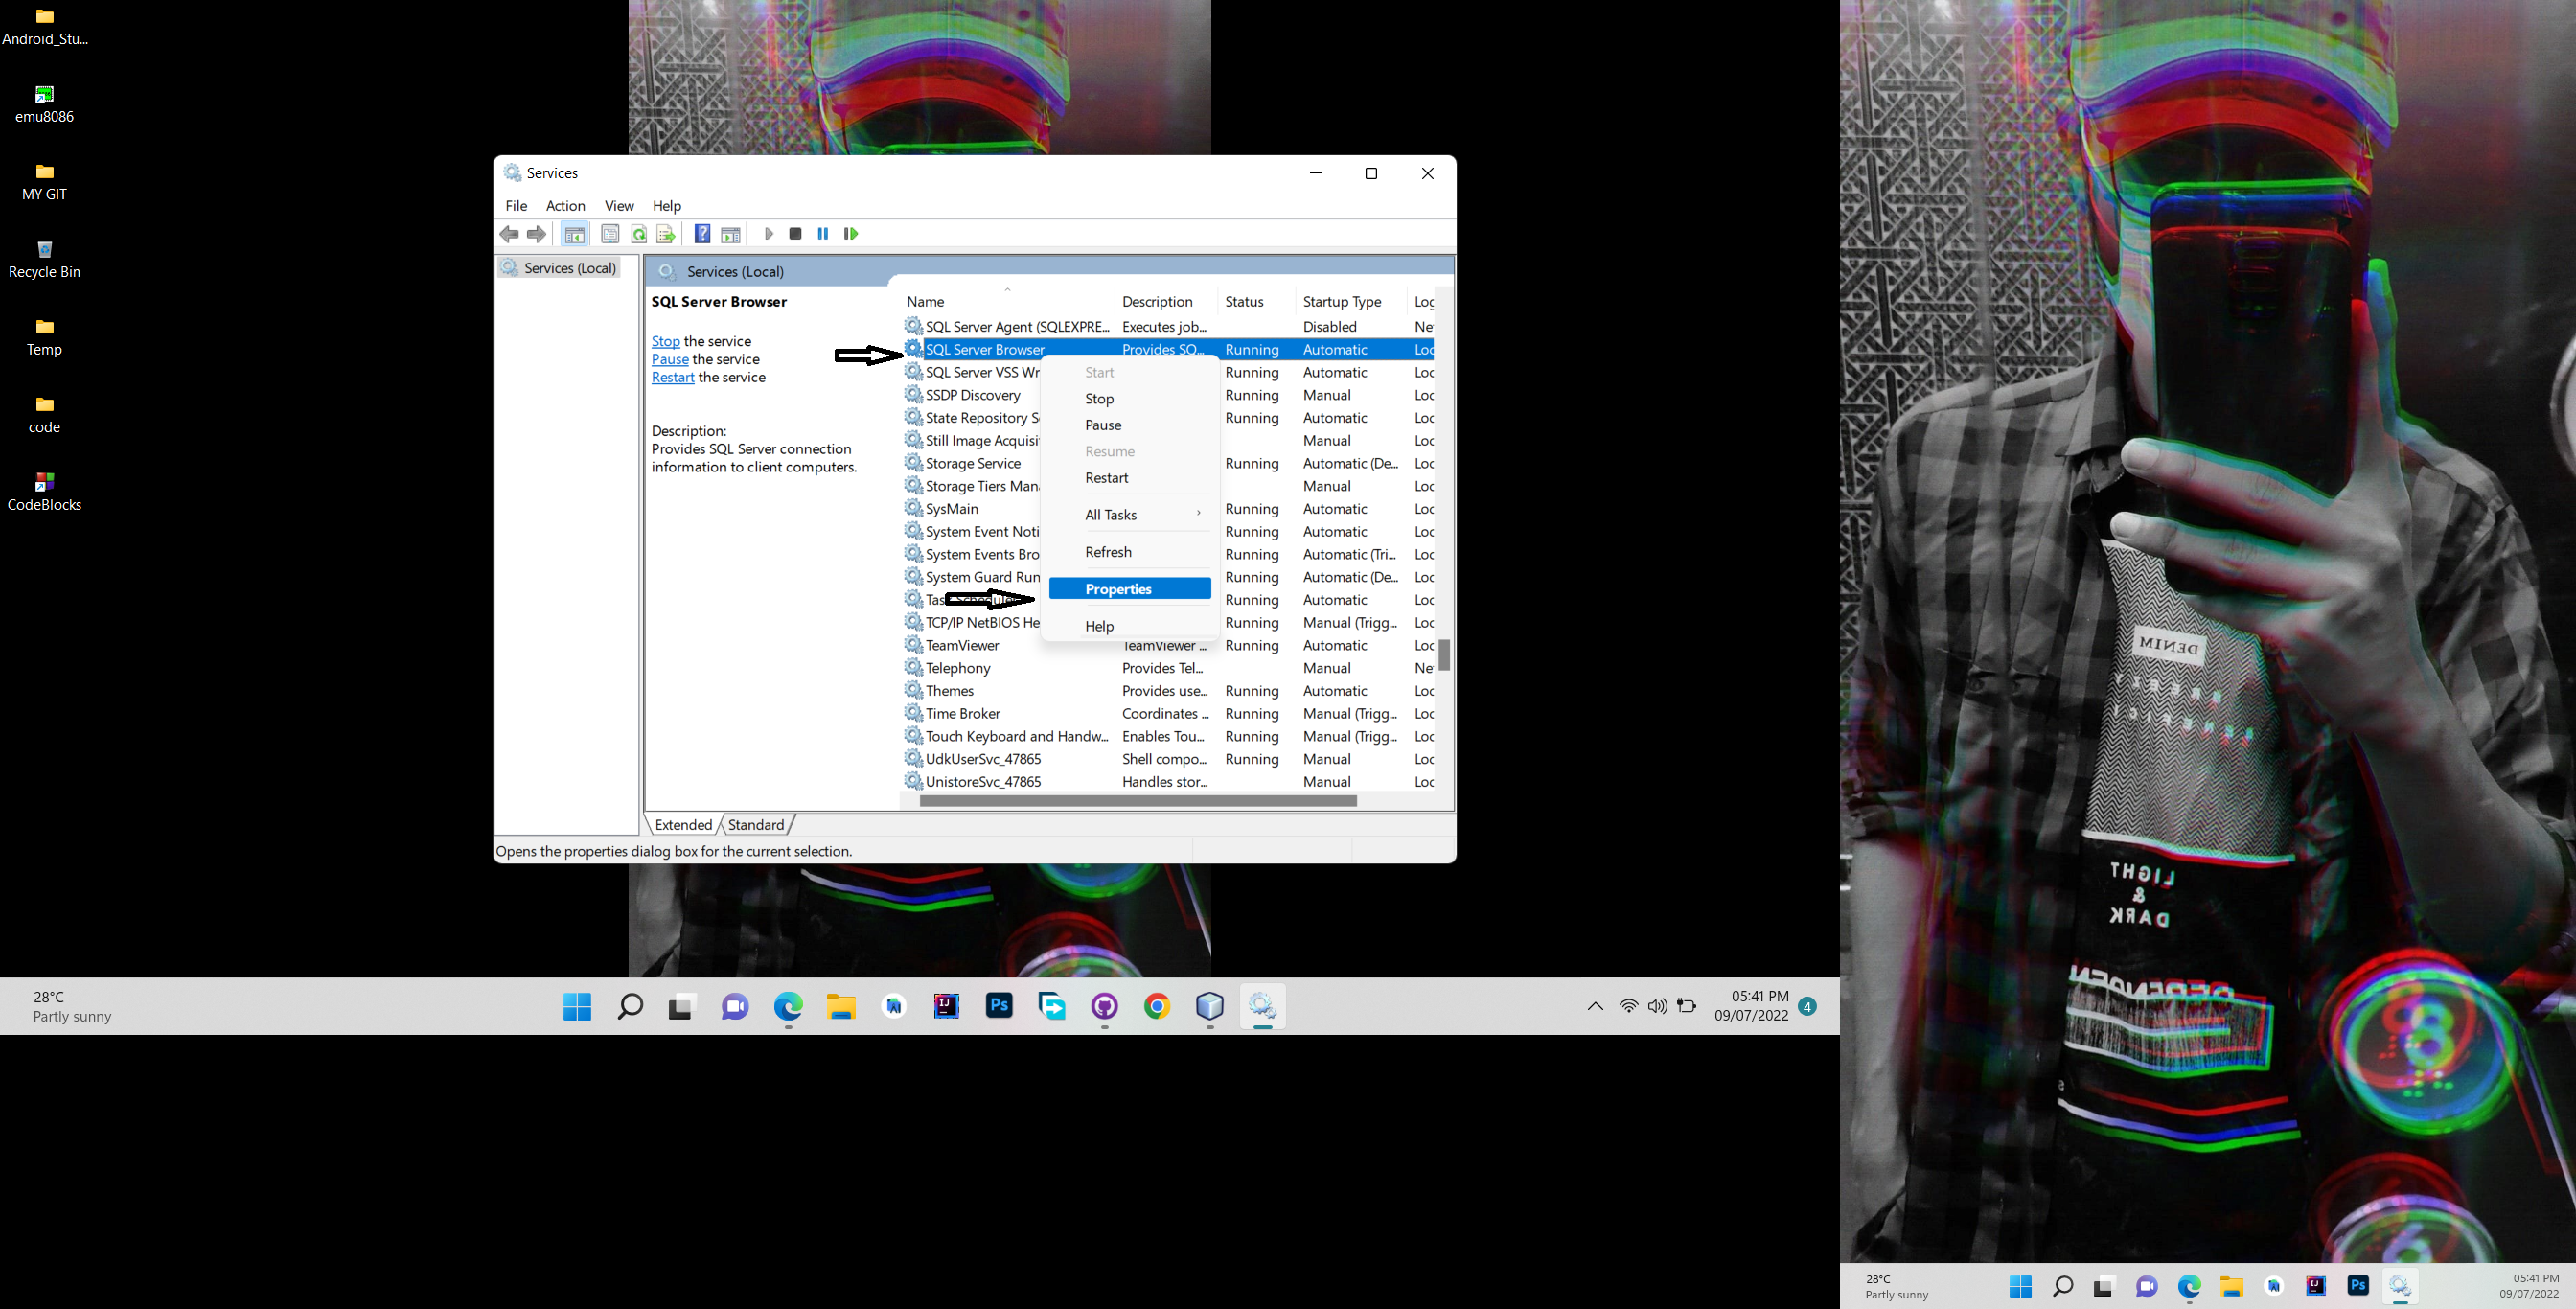 Android_Stu...
emu8086
MY GIT
Recycle Bin
Temp
code
CodeBlocks
Services
File Action View Help
Services (Local)
Services (Local)
SQL Server Browser
Stop the service
Pause the service
Restart the service
Description:
Provides SQL Server connection
information to client computers.
Name Description Status Startup Type Log
SQL Server Agent (SQLEXPRE... Executes job... Disabled Ne
SQL Server Browser Provides SQ... Running Automatic Loc
SQL Server VSS Wr Running Automatic Loc
SSDP Discovery Running Manual Loc
State Repository S Running Automatic Loc
Still Image Acquisi Manual Loc
Storage Service Running Automatic (De... Loc
Storage Tiers Man Manual Loc
SysMain Running Automatic Loc
System Event Noti Running Automatic Loc
System Events Bro Running Automatic (Tri... Loc
System Guard Run Running Automatic (De... Loc
Task Scheduler Running Automatic Loc
TCP/IP NetBIOS He Running Manual (Trigg... Loc
TeamViewer TeamViewer ... Running Automatic Loc
Telephony Provides Tel... Manual Ne
Themes Provides use... Running Automatic Loc
Time Broker Coordinates ... Running Manual (Trigg... Loc
Touch Keyboard and Handw... Enables Tou... Running Manual (Trigg... Loc
UdkUserSvc_47865 Shell compo... Running Manual Loc
UnistoreSvc_47865 Handles stor... Manual Loc
Start
Stop
Pause
Resume
Restart
All Tasks
Refresh
Properties
Help
Extended Standard
Opens the properties dialog box for the current selection.
28°C
Partly sunny
05:41 PM
09/07/2022
4
DENIM
LIGHT
&
DARK
28°C
Partly sunny
05:41 PM
09/07/2022